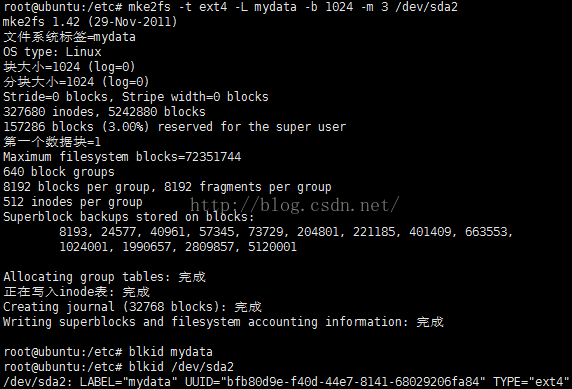 root@ubuntu:/etc# mke2fs -t ext4 -L mydata -b 1024 -m 3 /dev/sda2
mke2fs 1.42 (29-Nov-2011)
文件系统标签=mydata
OS type: Linux
块大小=1024 (log=0)
分块大小=1024 (log=0)
Stride=0 blocks, Stripe width=0 blocks
327680 inodes, 5242880 blocks
157286 blocks (3.00%) reserved for the super user
第一个数据块=1
Maximum filesystem blocks=72351744
640 block groups
8192 blocks per group, 8192 fragments per group
512 inodes per group
http://blog.csdn.net/
Superblock backups stored on blocks:
8193, 24577, 40961, 57345, 73729, 204801, 221185, 401409, 663553,
1024001, 1990657, 2809857, 5120001
Allocating group tables: 完成
正在写入inode表: 完成
Creating journal (32768 blocks): 完成
Writing superblocks and filesystem accounting information: 完成
root@ubuntu:/etc# blkid mydata
root@ubuntu:/etc# blkid /dev/sda2
/dev/sda2: LABEL="mydata" UUID="bfb80d9e-f40d-44e7-8141-68029206fa84" TYPE="ext4"